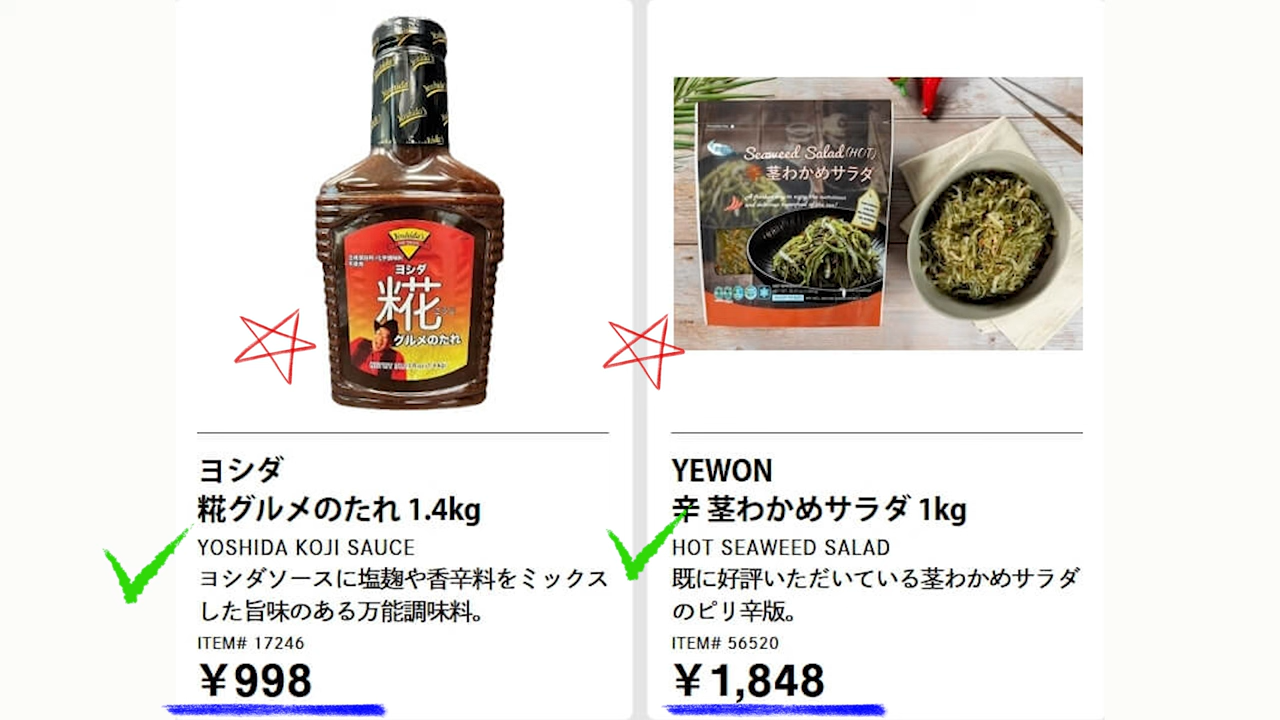 Yoshida's
ヨシダ
糀
グルメのたれ
Seaweed Salad (HOT)
辛 茎わかめサラダ
ヨシダ
糀グルメのたれ 1.4kg
YOSHIDA KOJI SAUCE
ヨシダソースに塩麹や香辛料をミックス
した旨味のある万能調味料。
ITEM# 17246
￥998
YEWON
辛 茎わかめサラダ 1kg
HOT SEAWEED SALAD
既に好評いただいている茎わかめサラダ
のピリ辛版。
ITEM# 56520
￥1,848